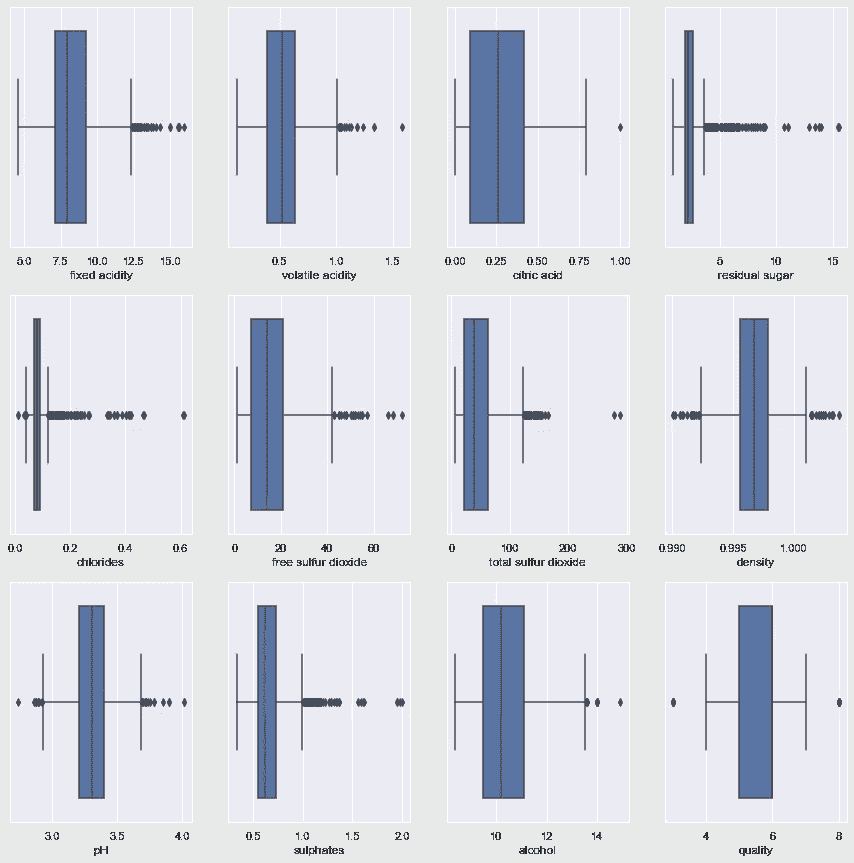 5.0 7.5 10.0 12.5 15.0
fixed acidity
0.5 1.0 1.5
volatile acidity
0.00 0.25 0.50 0.75 1.00
citric acid
5 10 15
residual sugar
0.0 0.2 0.4 0.6
chlorides
0 20 40 60
free sulfur dioxide
0 100 200 300
total sulfur dioxide
0.990 0.995 1.000
density
3.0 3.5 4.0
pH
0.5 1.0 1.5 2.0
sulphates
10 12 14
alcohol
4 6 8
quality